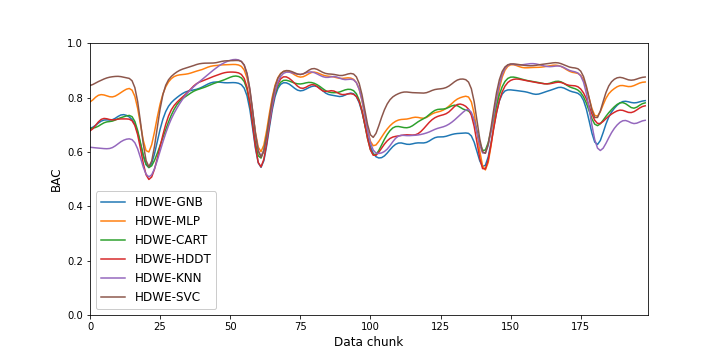 1.0
0.8
0.6
0.4
0.2
0.0
BAC
HDWE-GNB
HDWE-MLP
HDWE-CART
HDWE-HDDT
HDWE-KNN
HDWE-SVC
0 25 50 75 100 125 150 175
Data chunk